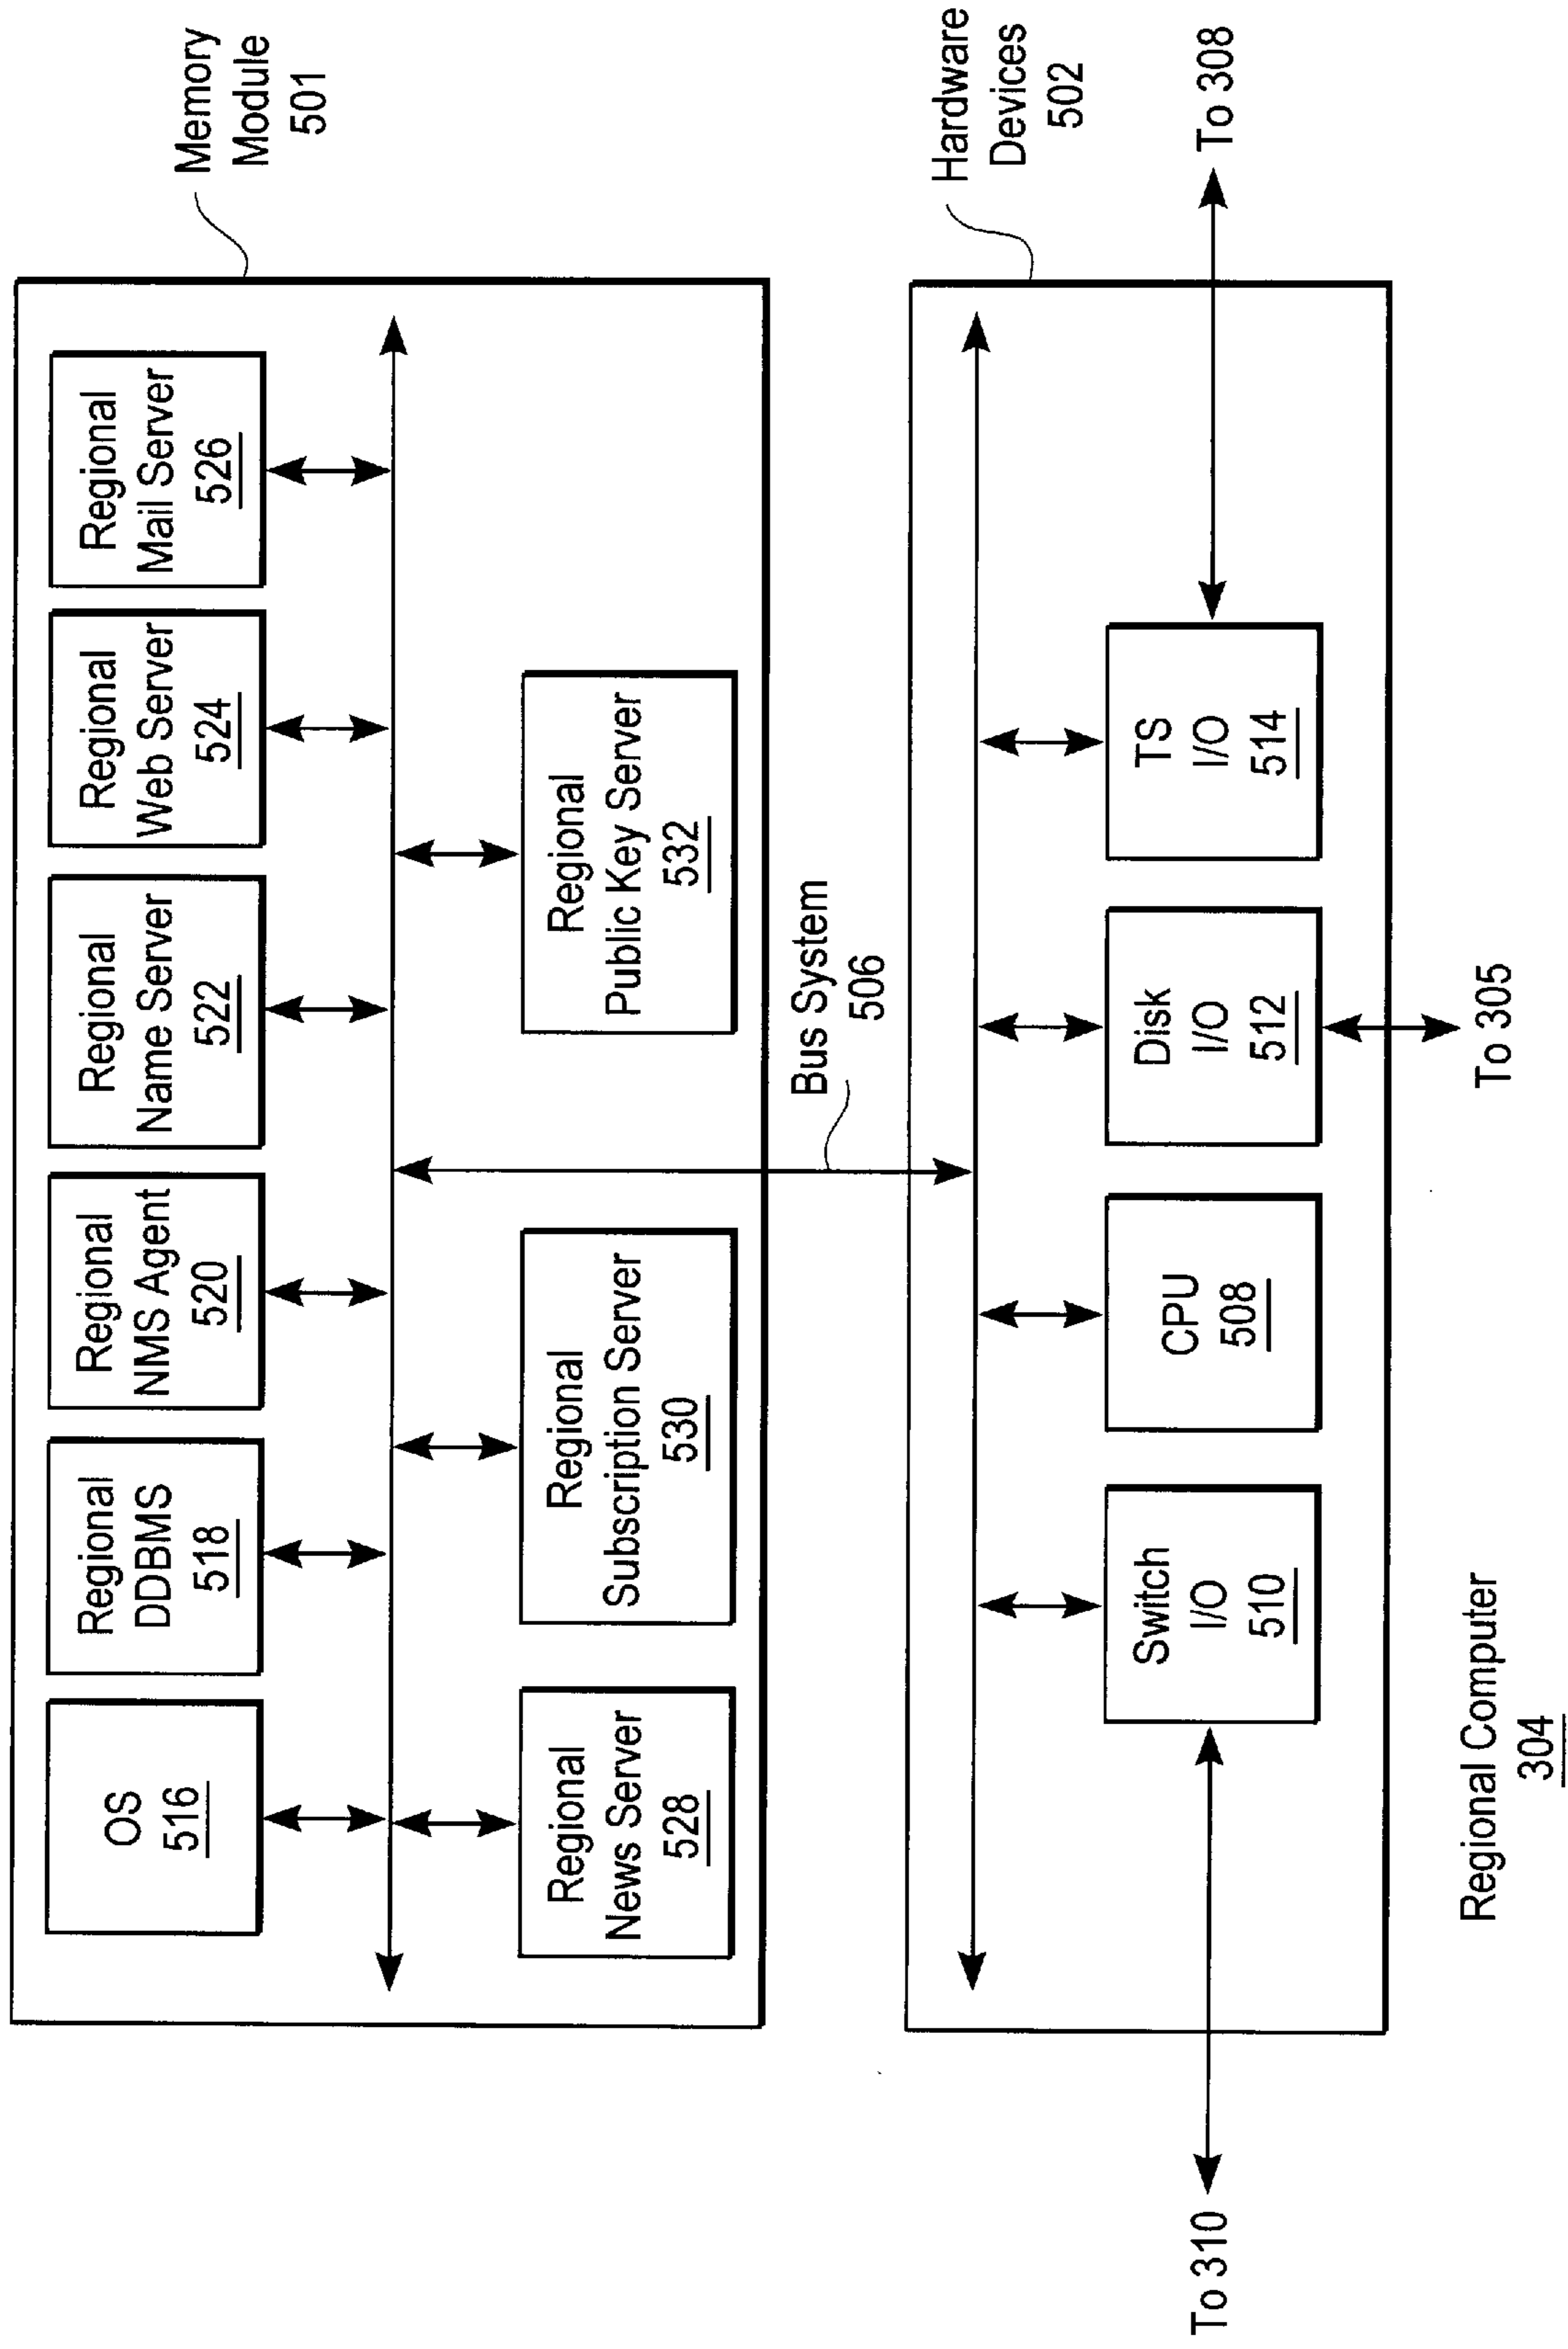 Memory
Module
501
OS
516
Regional
DDBMS
518
Regional
NMS Agent
520
Regional
Name Server
522
Regional
Web Server
524
Regional
Mail Server
526
Regional
News Server
528
Regional
Subscription Server
530
Regional
Public Key Server
532
Bus System
506
Hardware
Devices
502
Switch
I/O
510
CPU
508
Disk
I/O
512
TS
I/O
514
To 310
To 308
To 305
Regional Computer
304